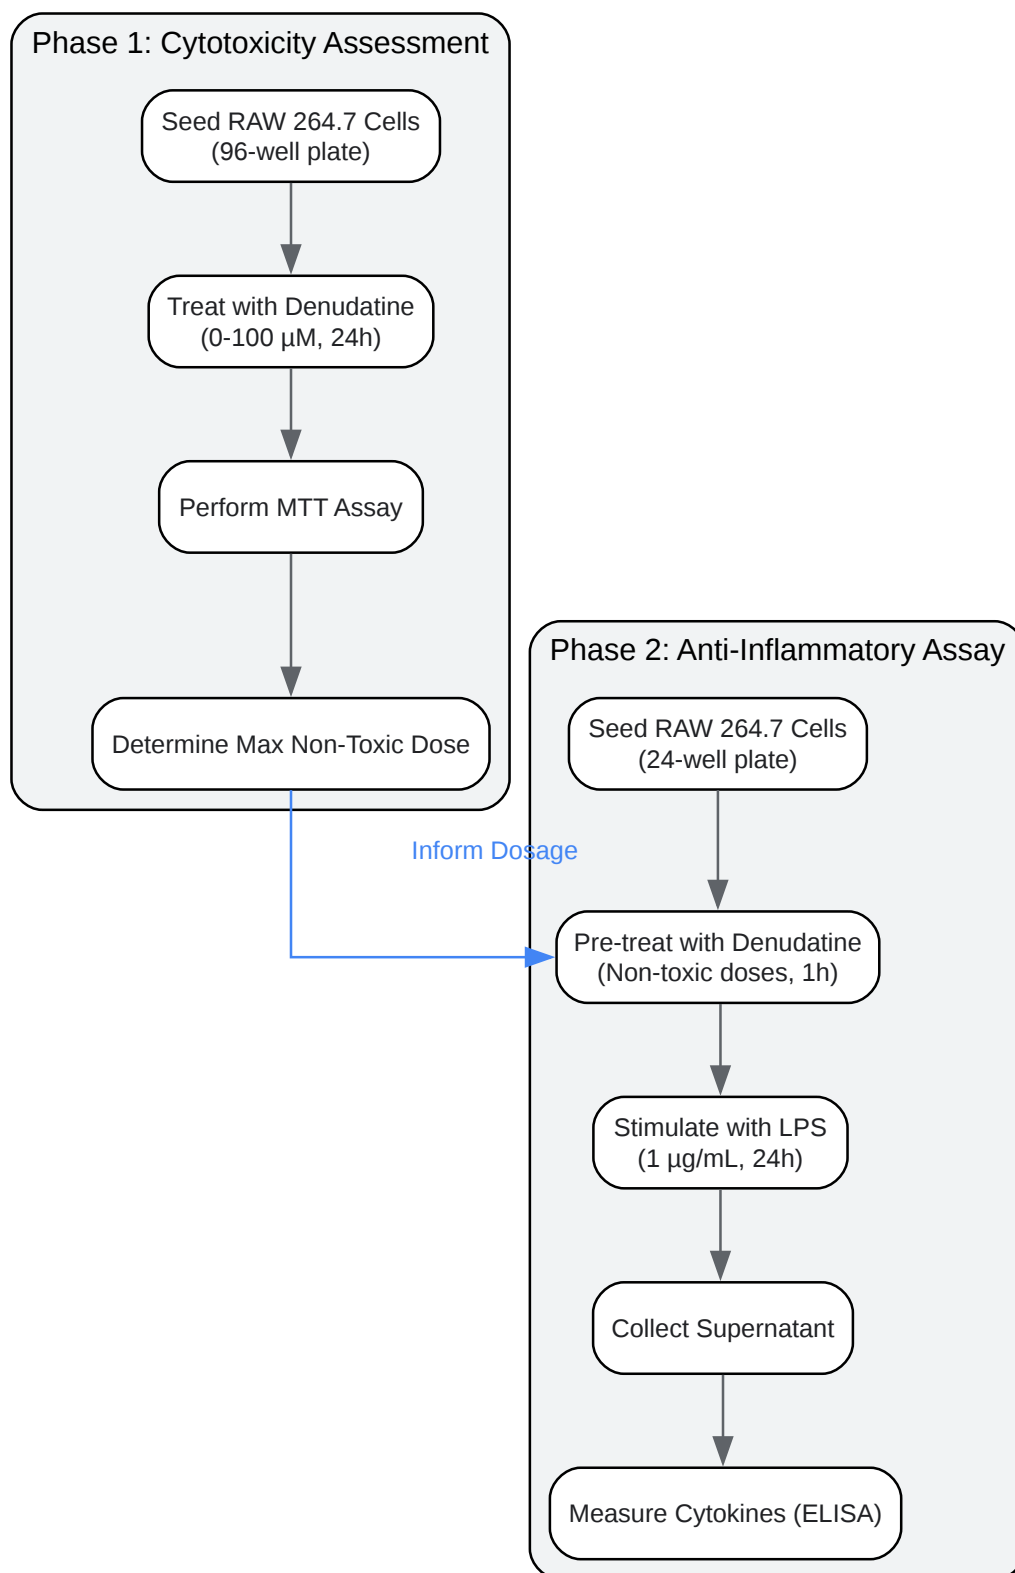 Phase 1: Cytotoxicity Assessment
Seed RAW 264.7 Cells
(96-well plate)
Treat with Denudatine
(0-100 µM, 24h)
Perform MTT Assay
Determine Max Non-Toxic Dose
Inform Dosage
Phase 2: Anti-Inflammatory Assay
Seed RAW 264.7 Cells
(24-well plate)
Pre-treat with Denudatine
(Non-toxic doses, 1h)
Stimulate with LPS
(1 µg/mL, 24h)
Collect Supernatant
Measure Cytokines (ELISA)